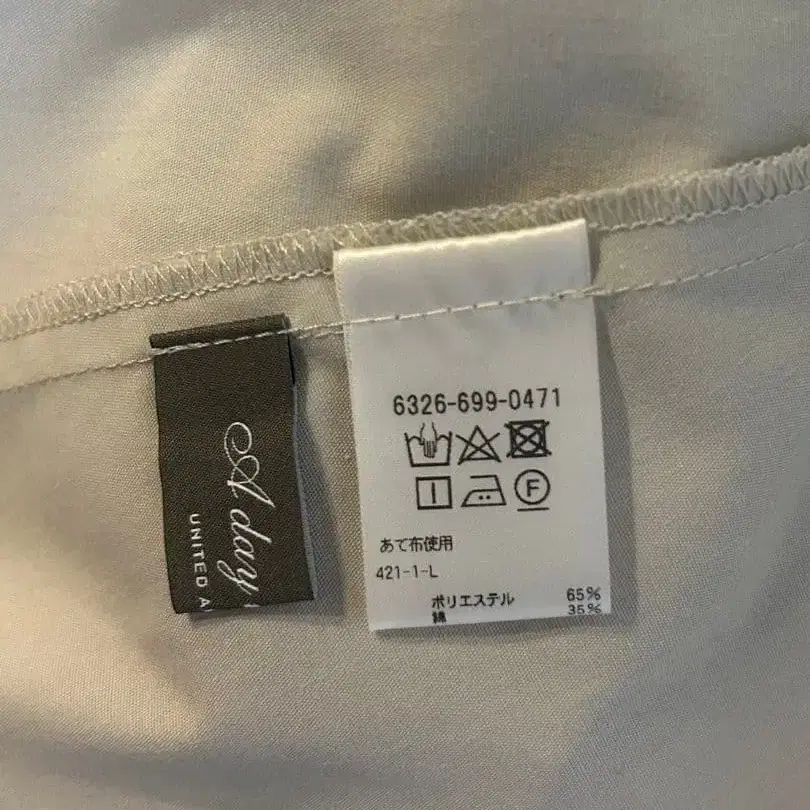 A day
UNITED A
6326-699-0471
F
あて布使用
421-1-L
ポリエステル 65%
綿 35%